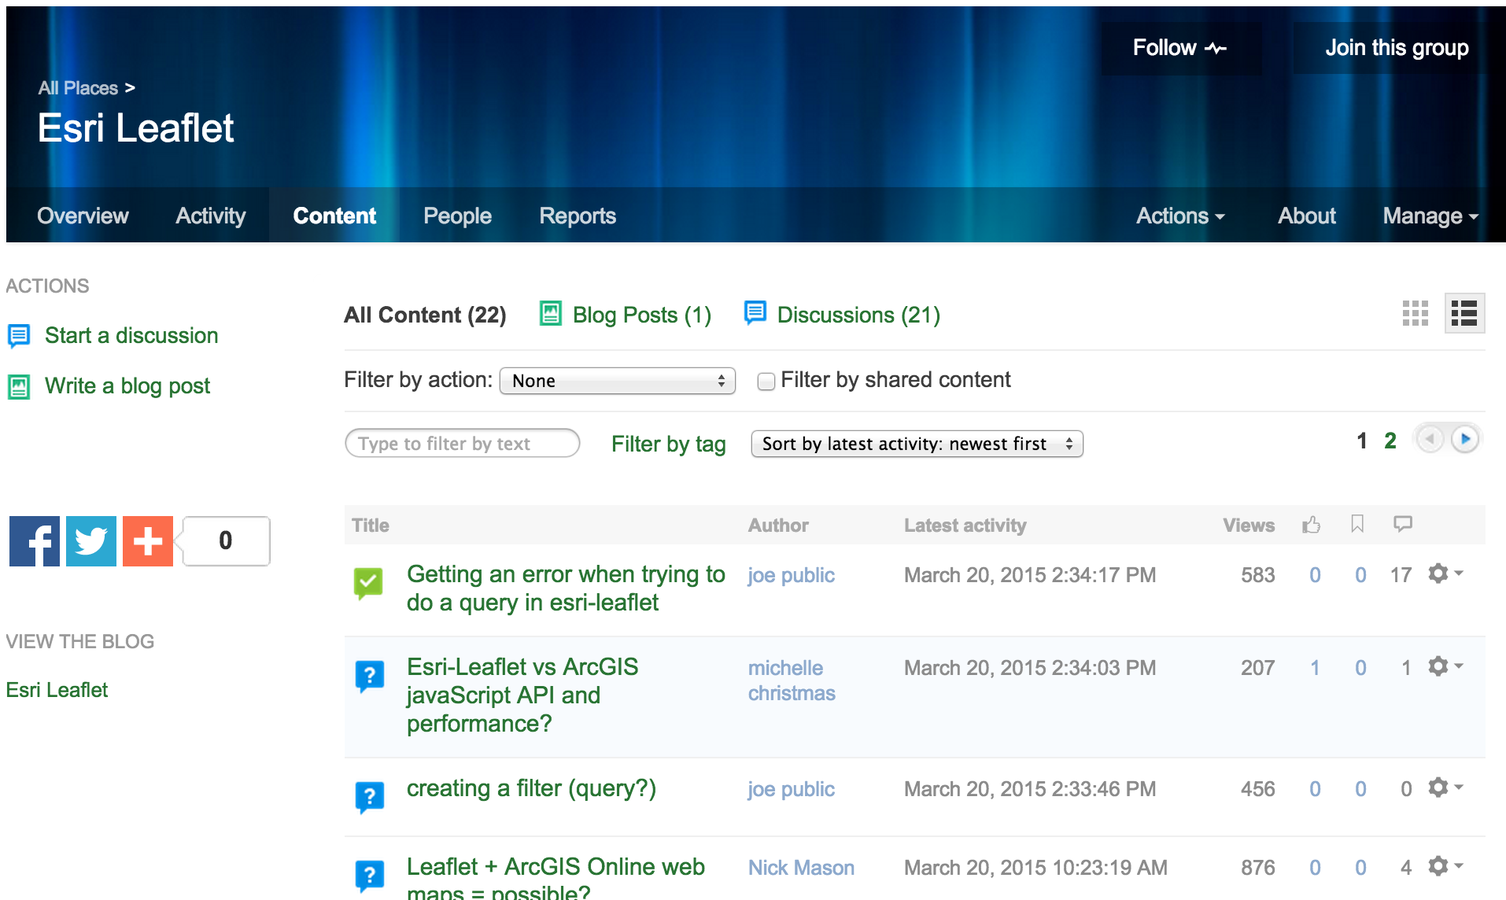 Follow
Join this group
All Places >
Esri Leaflet
Overview Activity Content People Reports Actions About Manage
ACTIONS
Start a discussion
Write a blog post
0
VIEW THE BLOG
Esri Leaflet
All Content (22) Blog Posts (1) Discussions (21)
Filter by action: None Filter by shared content
Type to filter by text Filter by tag Sort by latest activity: newest first 1 2
Title Author Latest activity Views
Getting an error when trying to joe public March 20, 2015 2:34:17 PM 583 0 0 17
do a query in esri-leaflet
Esri-Leaflet vs ArcGIS michelle March 20, 2015 2:34:03 PM 207 1 0 1
javaScript API and christmas
performance?
creating a filter (query?) joe public March 20, 2015 2:33:46 PM 456 0 0 0
Leaflet + ArcGIS Online web Nick Mason March 20, 2015 10:23:19 AM 876 0 0 4
maps = possible?